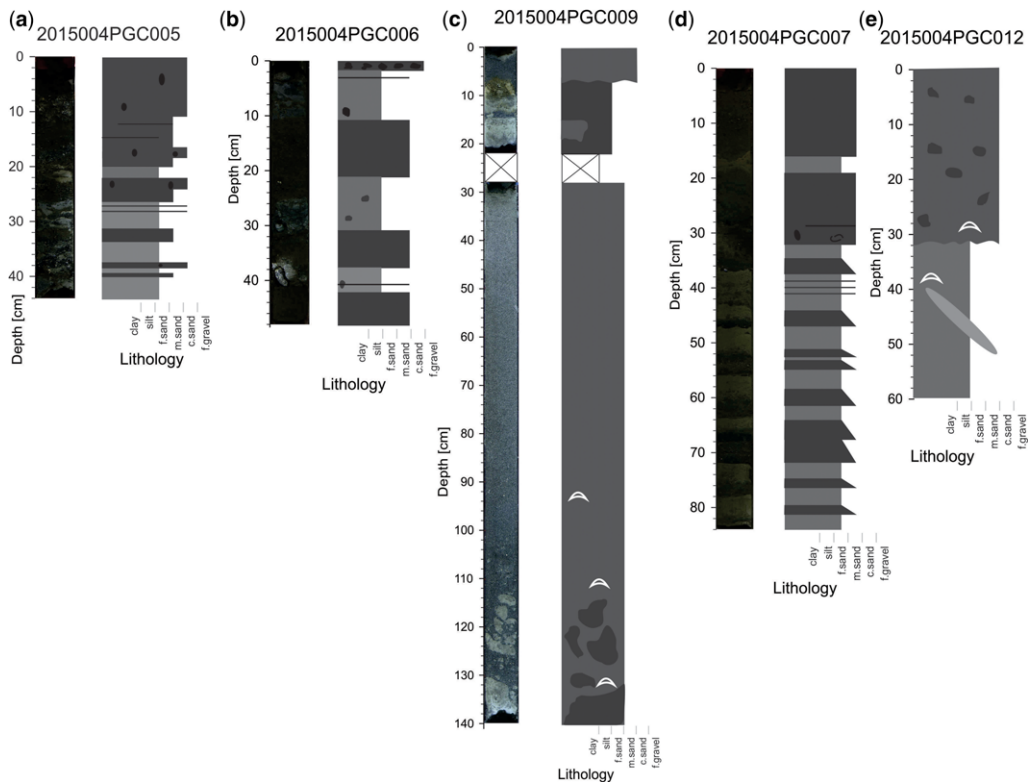 (a)
2015004PGC005
0
10
20
30
40
Depth [cm]
clay
silt
f.sand
m.sand
c.sand
f.gravel
Lithology
(b)
2015004PGC006
0
10
20
30
40
Depth [cm]
clay
silt
f.sand
m.sand
c.sand
f.gravel
Lithology
(c)
2015004PGC009
0
10
20
30
40
50
60
70
80
90
100
110
120
130
140
Depth [cm]
clay
silt
f.sand
m.sand
c.sand
f.gravel
Lithology
(d)
2015004PGC007
0
10
20
30
40
50
60
70
80
Depth [cm]
clay
silt
f.sand
m.sand
c.sand
f.gravel
Lithology
(e)
2015004PGC012
0
10
20
30
40
50
60
Depth [cm]
clay
silt
f.sand
m.sand
c.sand
f.gravel
Lithology